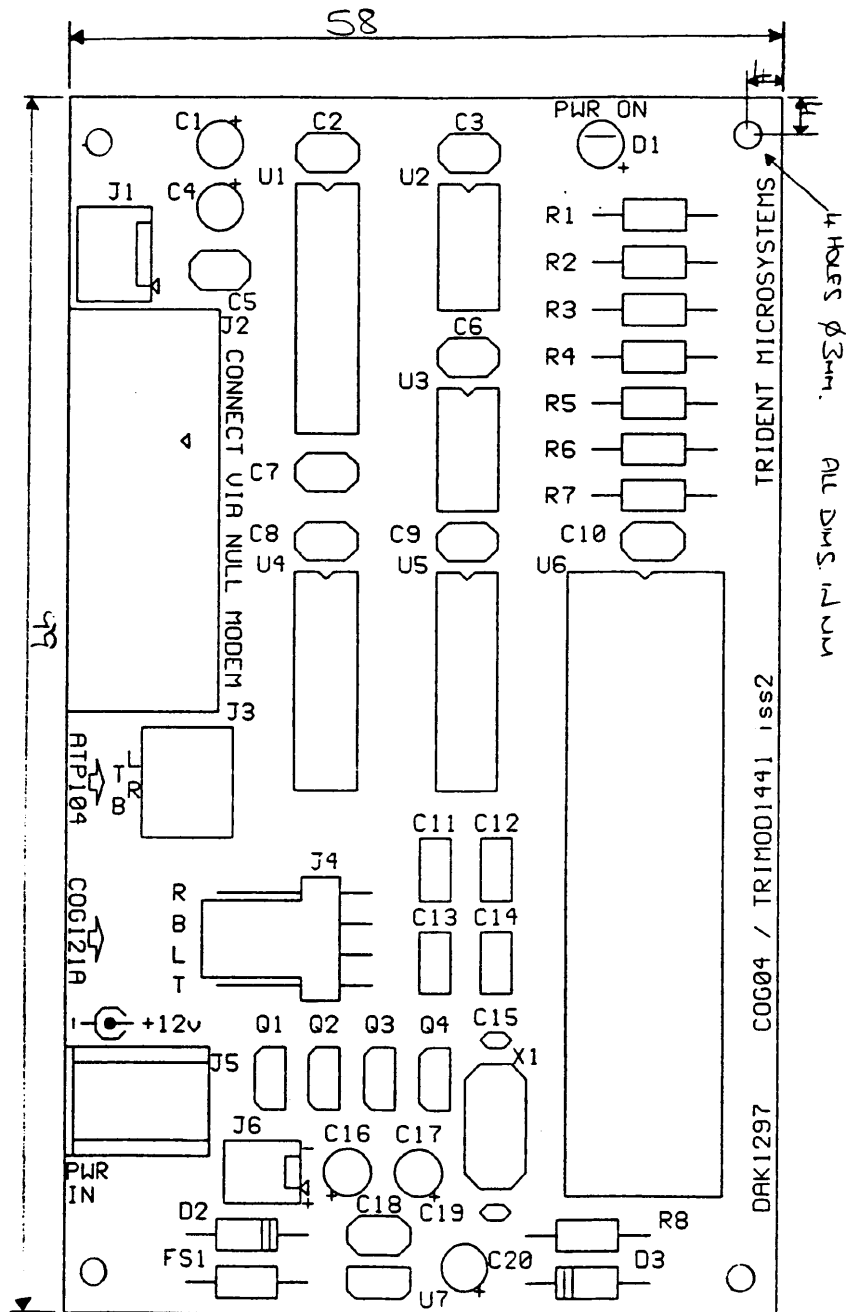 58
4
4
PWR ON
C1
C2
C3
D1
J1
C4
U1
U2
C5
J2
R1
R2
R3
R4
R5
R6
R7
C6
U3
C7
C8
C9
C10
U4
U5
U6
CONNECT VIA NULL MODEM
TRIDENT MICROSYSTEMS
4 HOLES Ø3mm.
ALL DIMS. IN MM
99
J3
ATP104
L
T
R
B
C11
C12
J4
R
B
L
T
C13
C14
COG121A
COG04 / TRIMOD1441 iss2
- +12v
Q1
Q2
Q3
Q4
C15
X1
J5
J6
C16
C17
PWR
IN
DAK1297
D2
C18
C19
R8
FS1
U7
C20
D3